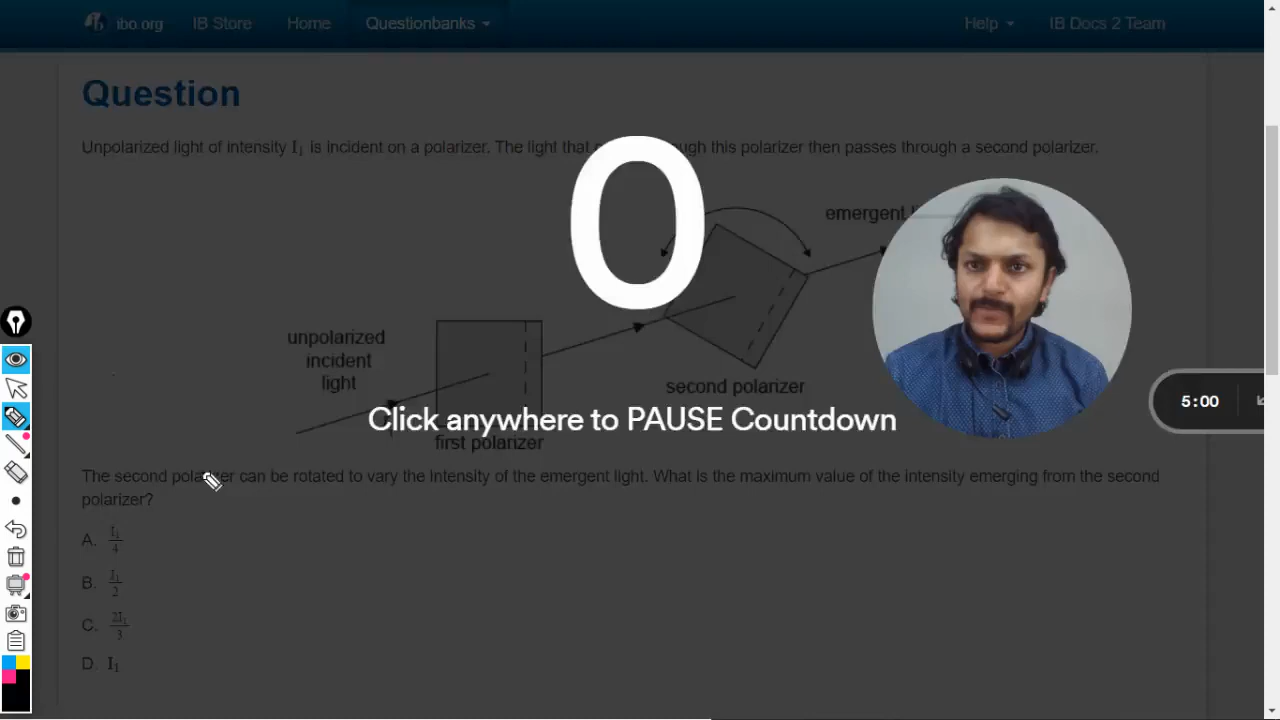 ibo.org IB Store Home Questionbanks Help IB Docs 2 Team
Question
Unpolarized light of intensity I₁ is incident on a polarizer. The light that ugh this polarizer then passes through a second polarizer.
0
emergent
unpolarized
incident
light
second polarizer
5:00
Click anywhere to PAUSE Countdown
first polarizer
The second polarizer can be rotated to vary the intensity of the emergent light. What is the maximum value of the intensity emerging from the second
polarizer?
A. I₁/4
B. I₁/2
C. 2I₁/3
D. I₁